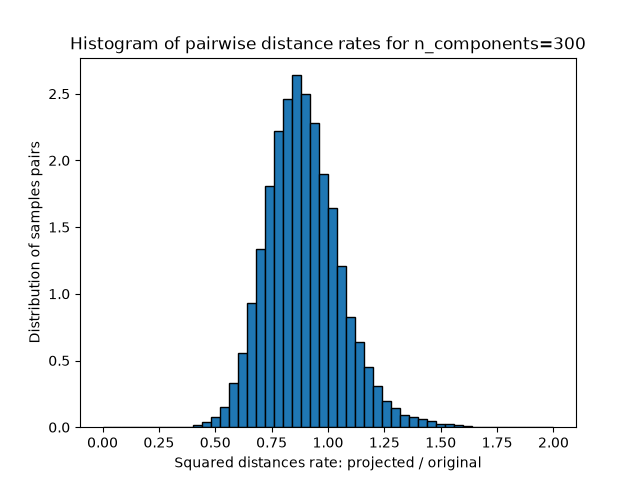 Histogram of pairwise distance rates for n_components=300
Distribution of samples pairs
2.5
2.0
1.5
1.0
0.5
0.0
0.00 0.25 0.50 0.75 1.00 1.25 1.50 1.75 2.00
Squared distances rate: projected / original